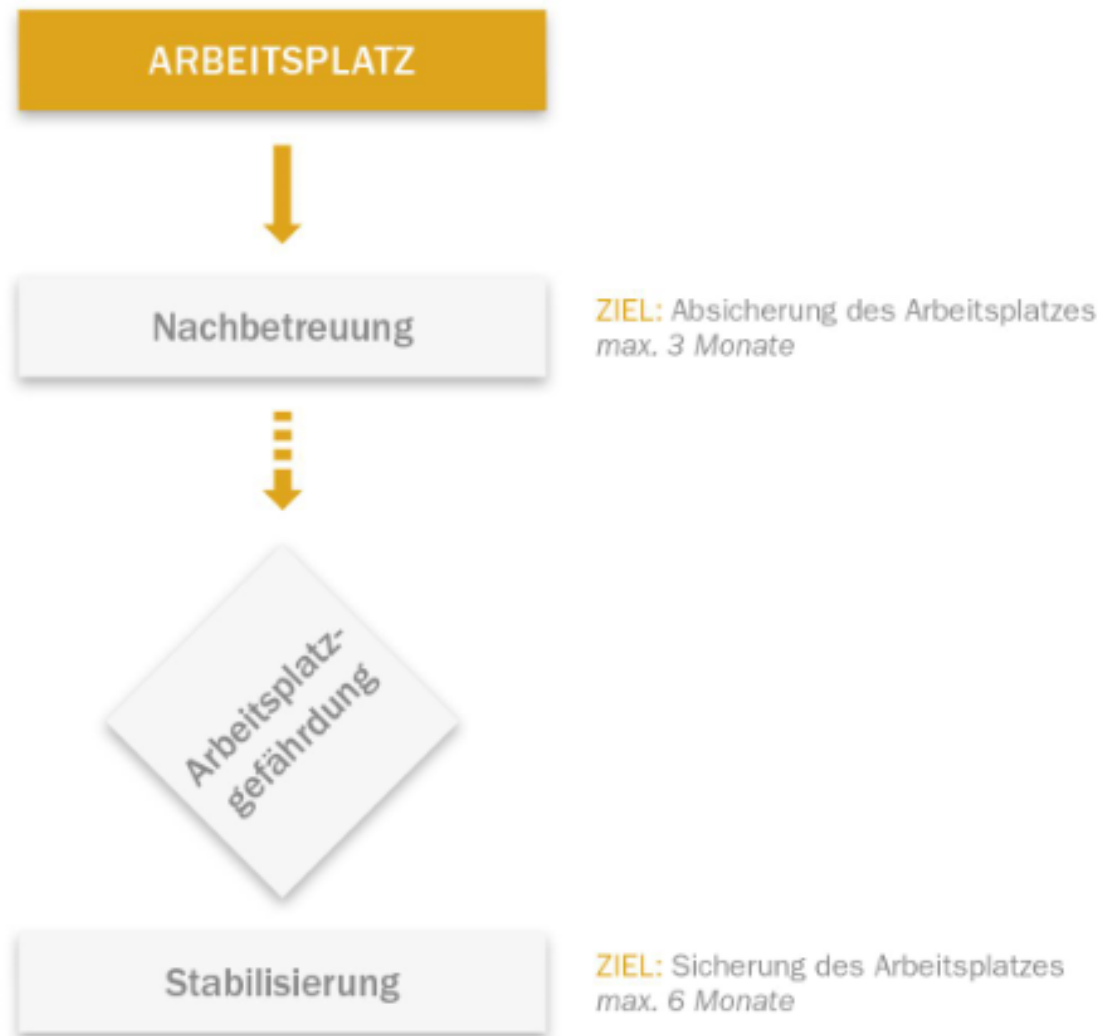 ARBEITSPLATZ
Nachbetreuung
ZIEL: Absicherung des Arbeitsplatzes
max. 3 Monate
Arbeitsplatz-
gefährdung
Stabilisierung
ZIEL: Sicherung des Arbeitsplatzes
max. 6 Monate